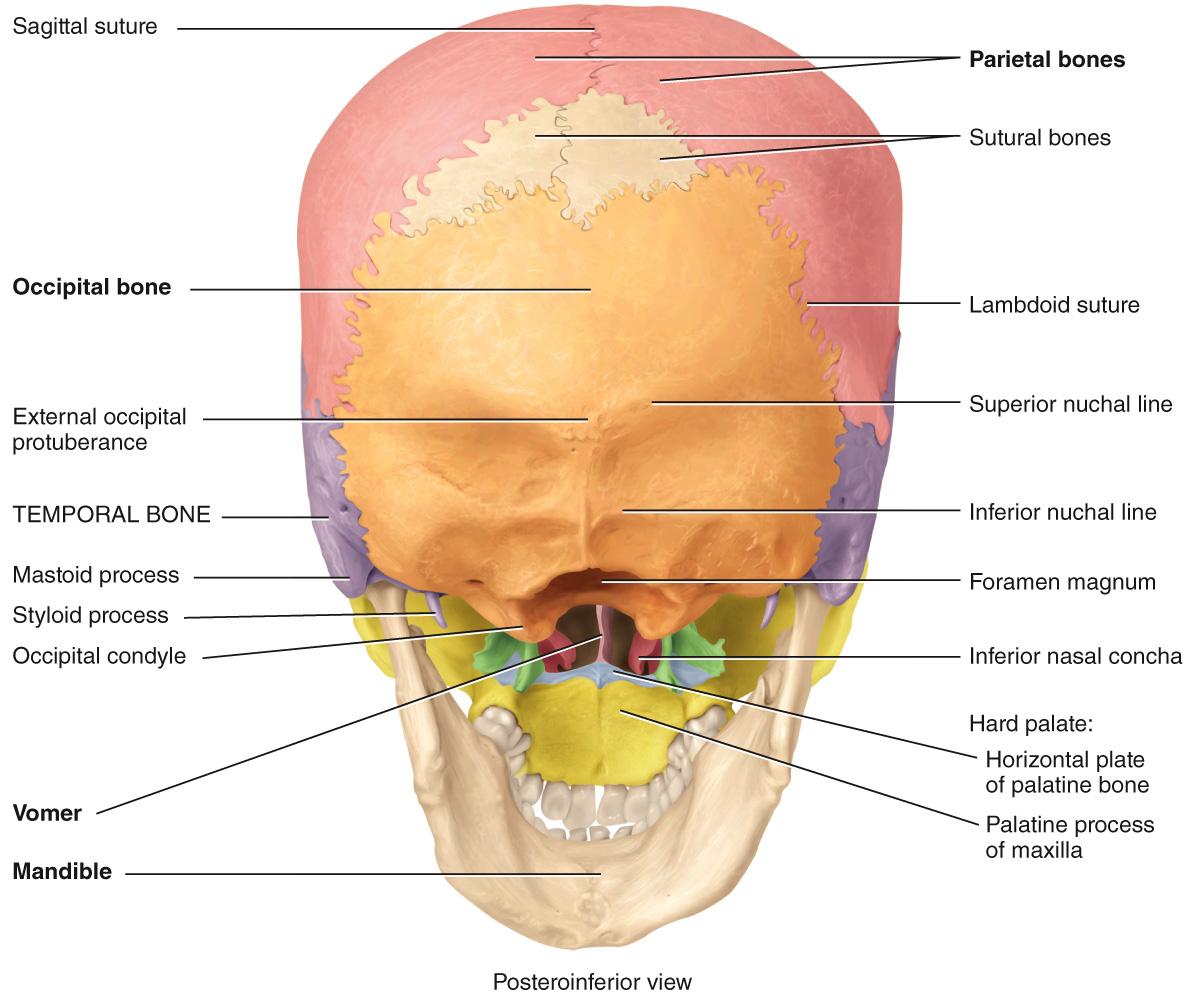 Sagittal suture
Parietal bones
Sutural bones
Occipital bone
Lambdoid suture
External occipital
protuberance
Superior nuchal line
TEMPORAL BONE
Inferior nuchal line
Mastoid process
Foramen magnum
Styloid process
Occipital condyle
Inferior nasal concha
Hard palate:
Horizontal plate
of palatine bone
Vomer
Palatine process
of maxilla
Mandible
Posteroinferior view